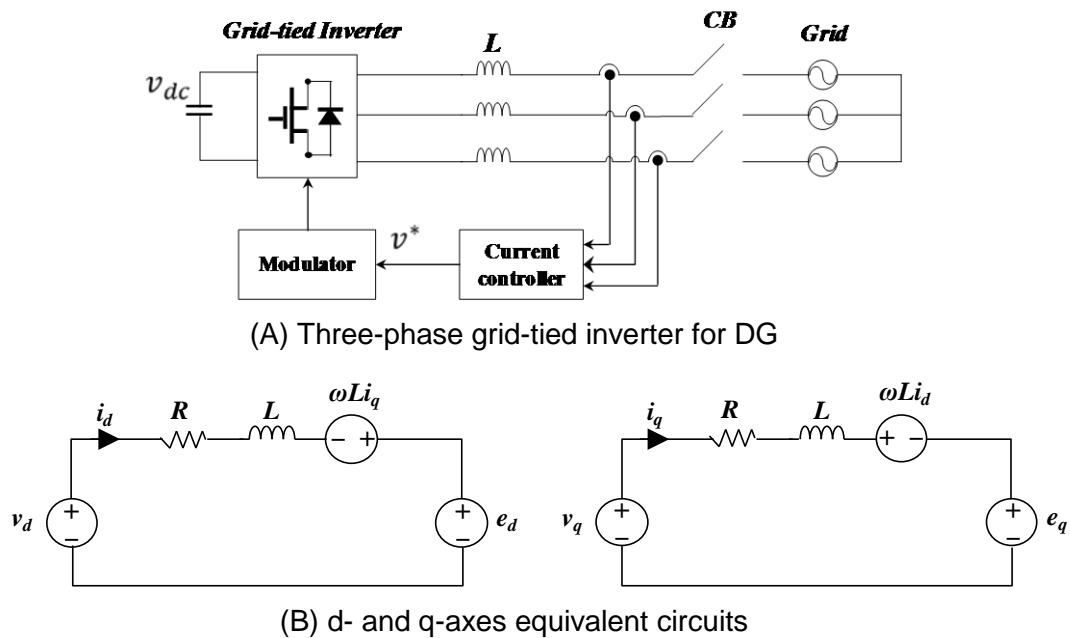 Grid-tied Inverter
L
CB
Grid
v_dc
Modulator
v*
Current
controller
(A) Three-phase grid-tied inverter for DG
i_d
R
L
ωLi_q
− +
v_d
+
−
e_d
+
−
i_q
R
L
ωLi_d
+ −
v_q
+
−
e_q
+
−
(B) d- and q-axes equivalent circuits